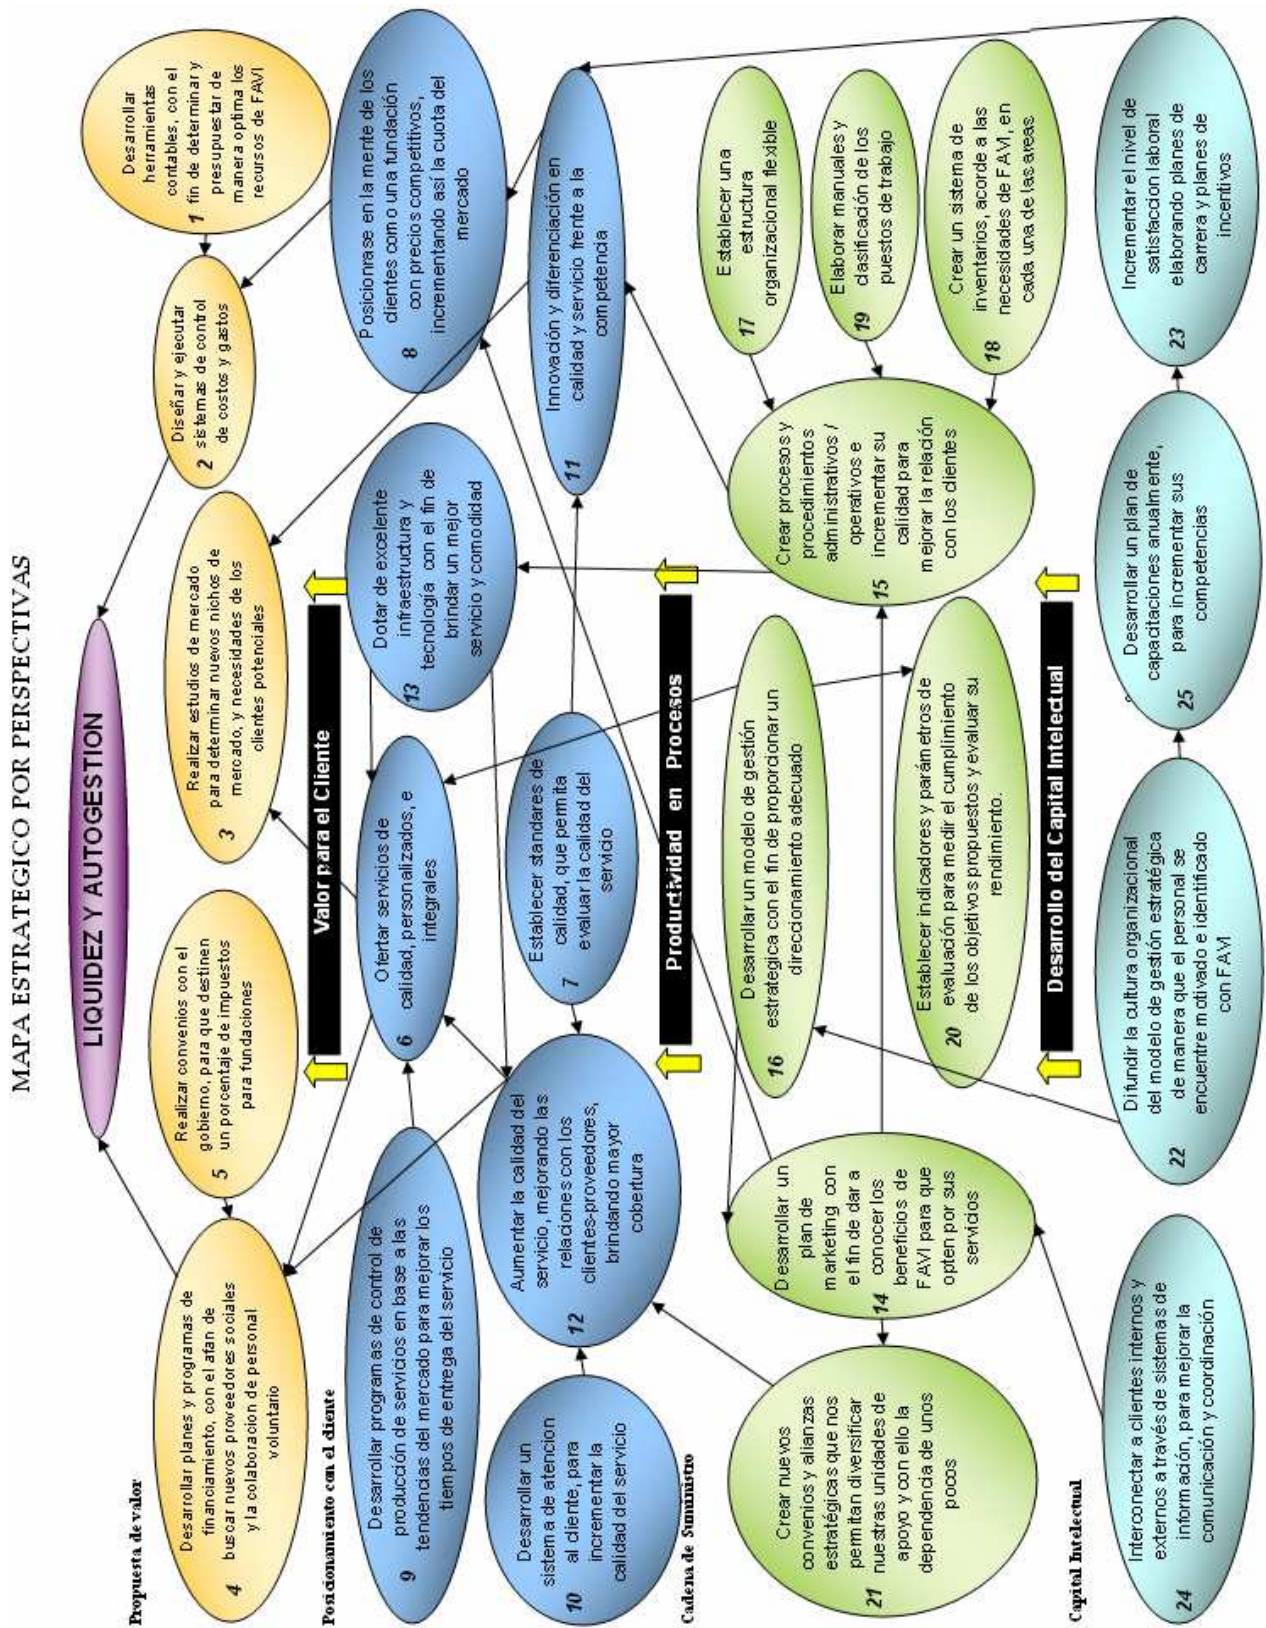 MAPA ESTRATEGICO POR PERSPECTIVAS
LIQUIDEZ Y AUTOGESTION
Propuesta de valor
Desarrollar planes y programas de
financiamiento, con el afan de
buscar nuevos proveedores sociales
y la colaboracion de personal
voluntario
4
Realizar convenios con el
gobierno, para que destinen
un porcentaje de impuestos
para fundaciones
5
Realizar estudios de mercado
para determinar nuevos nichos de
mercado, y necesidades de los
clientes potenciales
3
Diseñar y ejecutar
sistemas de control
de costos y gastos
2
Desarrollar
herramientas
contables, con el
fin de determinar y
presupuestar de
manera optima los
recursos de FAVI
1
Valor para el Cliente
Posicionamiento con el cliente
Desarrollar programas de control de
producción de servicios en base a las
tendencias del mercado para mejorar los
tiempos de entrega del servicio
9
Ofertar servicios de
calidad, personalizados, e
integrales
6
Dotar de excelente
infraestructura y
tecnología con el fin de
brindar un mejor
servicio y comodidad
13
Posicionrase en la mente de los
clientes como una fundación
con precios competitivos,
incrementando así la cuota del
mercado
8
Desarrollar un
sistema de atencion
al cliente, para
incrementar la
calidad del servicio
10
Aumentar la calidad del
servicio, mejorando las
relaciones con los
clientes-proveedores,
brindando mayor
cobertura
12
Establecer standares de
calidad, que permita
evaluar la calidad del
servicio
7
Innovación y diferenciación en
calidad y servicio frente a la
competencia
11
Productividad en Procesos
Cadena de Suministro
Crear nuevos
convenios y alianzas
estratégicas que nos
permitan diversificar
nuestras unidades de
apoyo y con ello la
dependencia de unos
pocos
21
Desarrollar un
plan de
marketing con
el fin de dar a
conocer los
beneficios de
FAVI para que
opten por sus
servicios
14
Desarrollar un modelo de gestión
estratégica con el fin de proporcionar un
direccionamiento adecuado
16
Establecer indicadores y parámetros de
evaluación para medir el cumplimiento
de los objetivos propuestos y evaluar su
rendimiento.
20
Crear procesos y
procedimientos
administrativos /
operativos e
incrementar su
calidad para
mejorar la relación
con los clientes
15
Establecer una
estructura
organizacional flexible
17
Elaborar manuales y
clasificación de los
puestos de trabajo
19
Crear un sistema de
inventarios, acorde a las
necesidades de FAVI, en
cada una de las areas
18
Desarrollo del Capital Intelectual
Capital Intelectual
Interconectar a clientes internos y
externos a través de sistemas de
información, para mejorar la
comunicación y coordinación
24
Difundir la cultura organizacional
del modelo de gestión estratégica
de manera que el personal se
encuentre motivado e identificado
con FAVI
22
Desarrollar un plan de
capacitaciones anualmente,
para incrementar sus
competencias
25
Incrementar el nivel de
satisfaccion laboral
elaborando planes de
carrera y planes de
incentivos
23